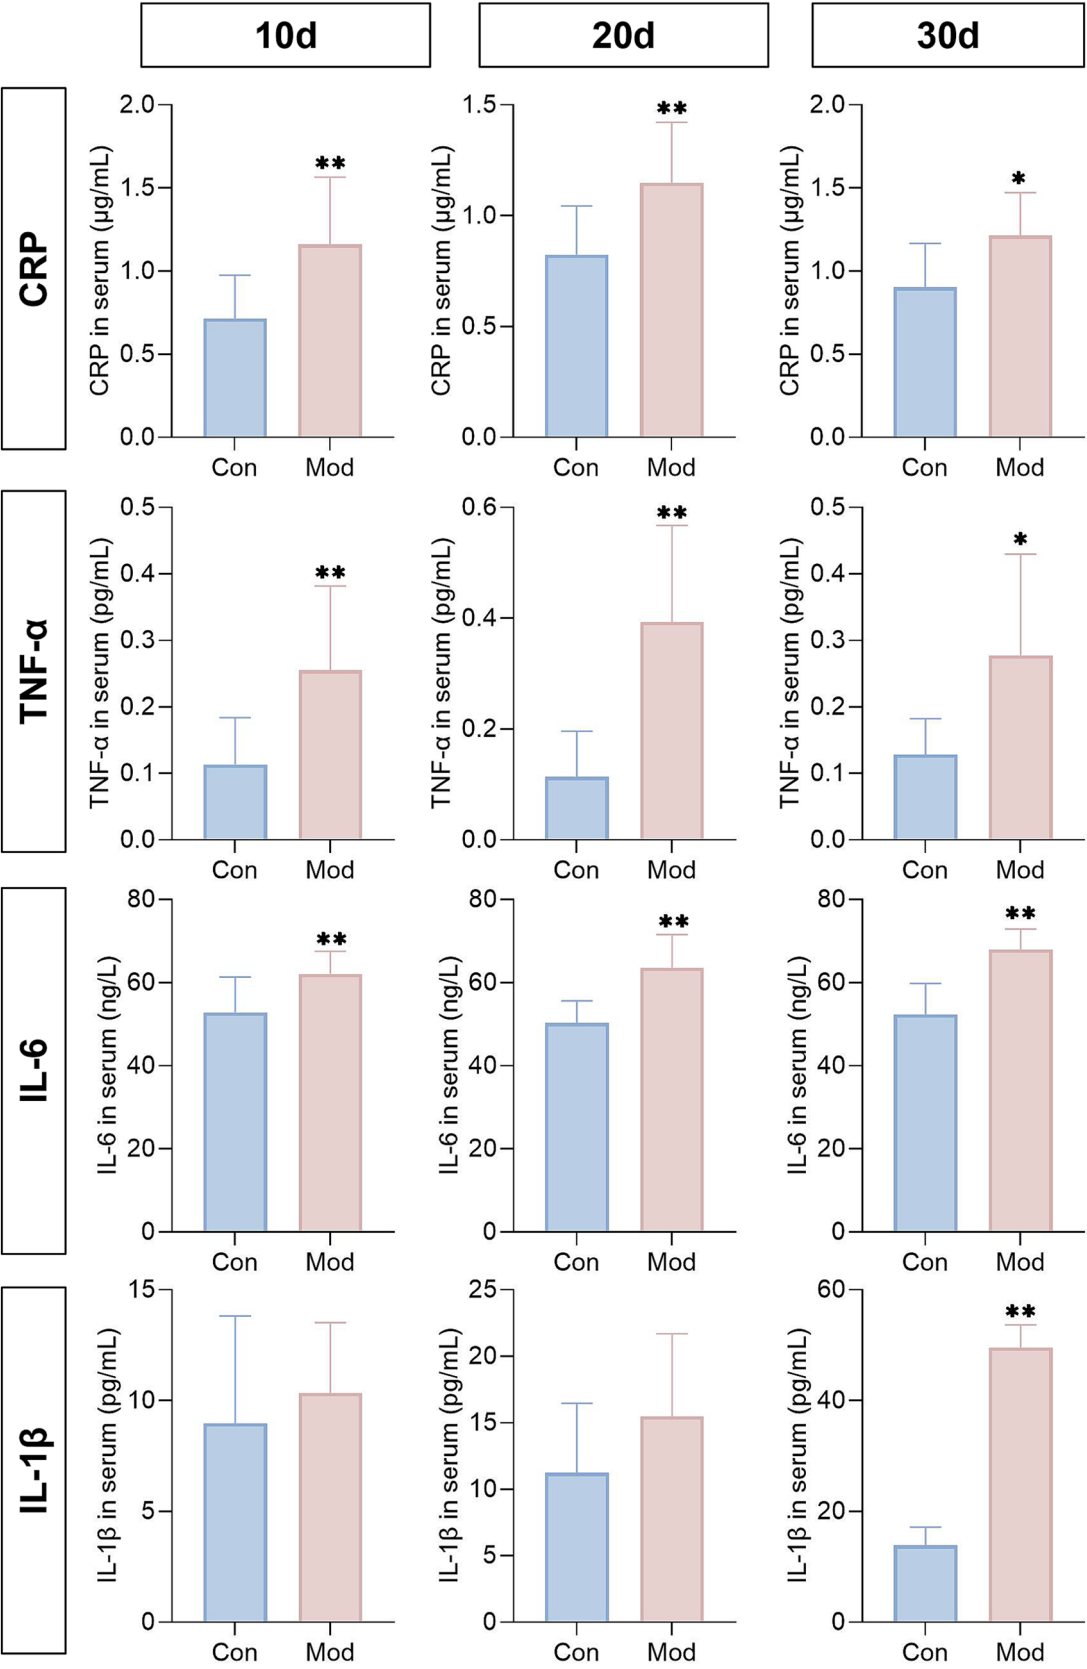 10d
20d
30d
CRP
CRP in serum (μg/mL)
2.0
1.5
1.0
0.5
0.0
**
Con Mod
CRP in serum (μg/mL)
1.5
1.0
0.5
0.0
**
Con Mod
CRP in serum (μg/mL)
2.0
1.5
1.0
0.5
0.0
*
Con Mod
TNF-α
TNF-α in serum (pg/mL)
0.5
0.4
0.3
0.2
0.1
0.0
**
Con Mod
TNF-α in serum (pg/mL)
0.6
0.4
0.2
0.0
**
Con Mod
TNF-α in serum (pg/mL)
0.5
0.4
0.3
0.2
0.1
0.0
*
Con Mod
IL-6
IL-6 in serum (ng/L)
80
60
40
20
0
**
Con Mod
IL-6 in serum (ng/L)
80
60
40
20
0
**
Con Mod
IL-6 in serum (ng/L)
80
60
40
20
0
**
Con Mod
IL-1β
IL-1β in serum (pg/mL)
15
10
5
0
Con Mod
IL-1β in serum (pg/mL)
25
20
15
10
5
0
Con Mod
IL-1β in serum (pg/mL)
60
40
20
0
**
Con Mod